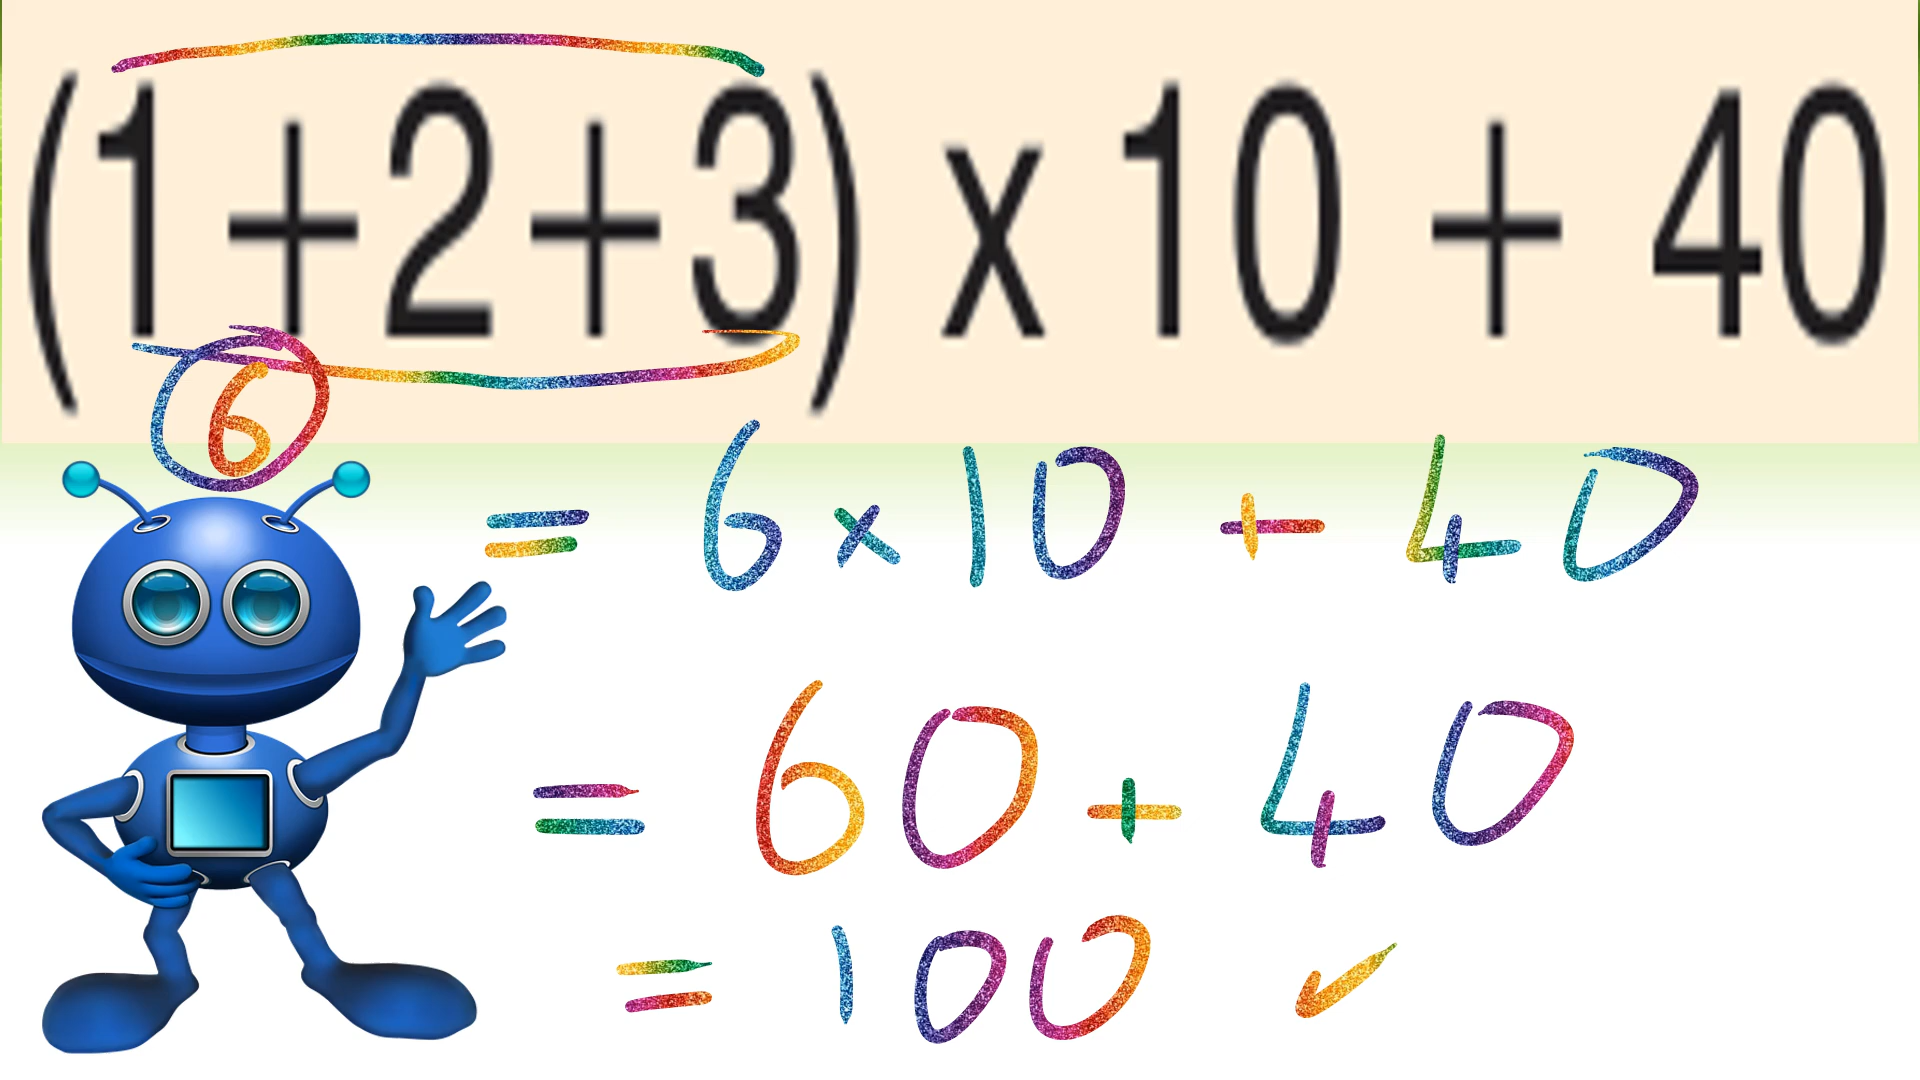 (1+2+3) x 10 + 40
6
= 6 x 10 + 40
= 60 + 40
= 100 ✓